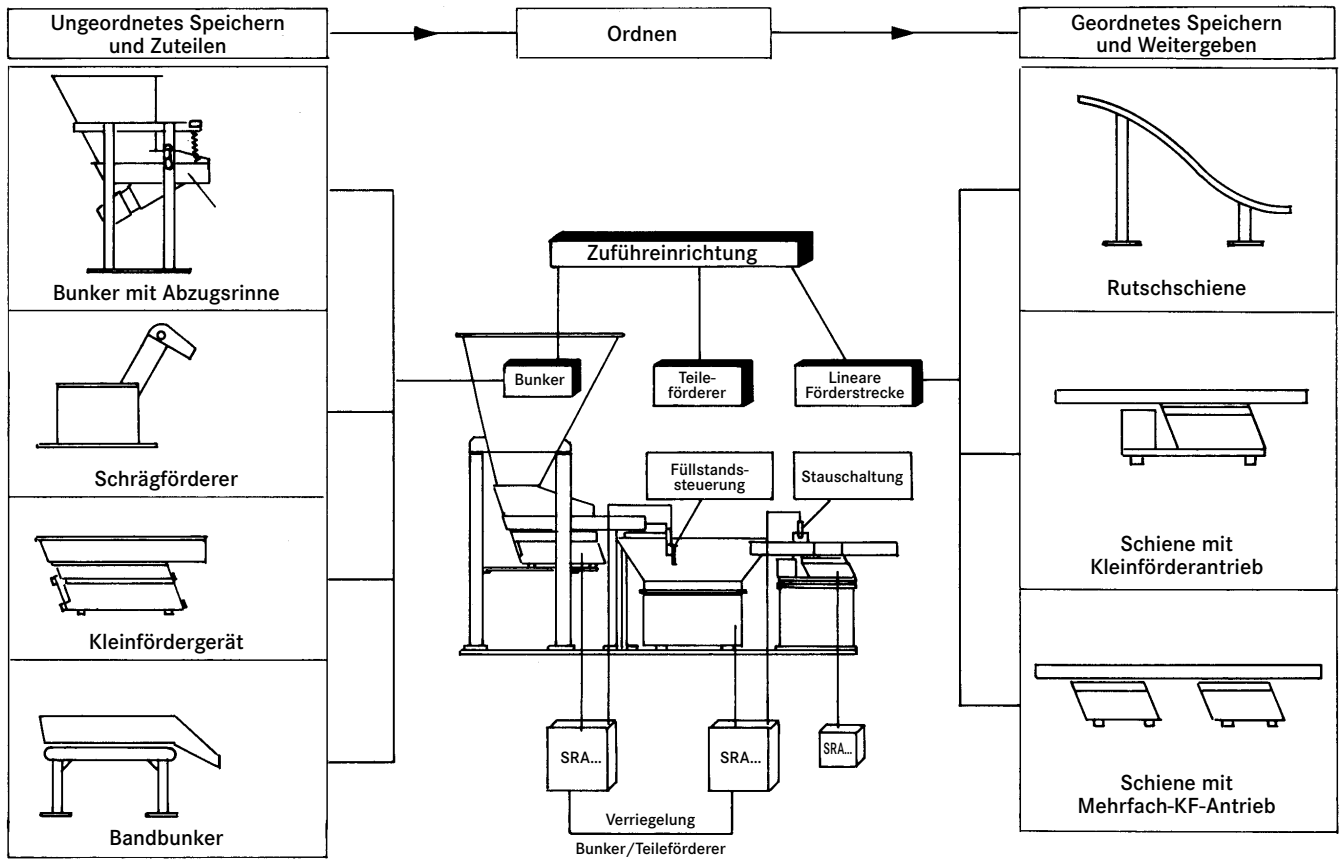 Ungeordnetes Speichern
und Zuteilen
Ordnen
Geordnetes Speichern
und Weitergeben
Bunker mit Abzugsrinne
Schrägförderer
Kleinfördergerät
Bandbunker
Zuführeinrichtung
Bunker
Teile-
förderer
Lineare
Förderstrecke
Füllstands-
steuerung
Stauschaltung
SRA...
SRA...
SRA...
Verriegelung
Bunker/Teileförderer
Rutschschiene
Schiene mit
Kleinförderantrieb
Schiene mit
Mehrfach-KF-Antrieb